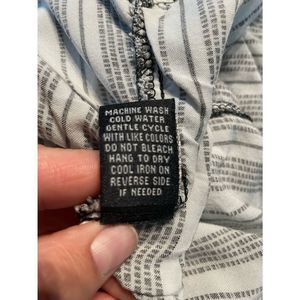 MACHINE WASH
COLD WATER
GENTLE CYCLE
WITH LIKE COLORS
DO NOT BLEACH
HANG TO DRY
COOL IRON ON
REVERSE SIDE
IF NEEDED